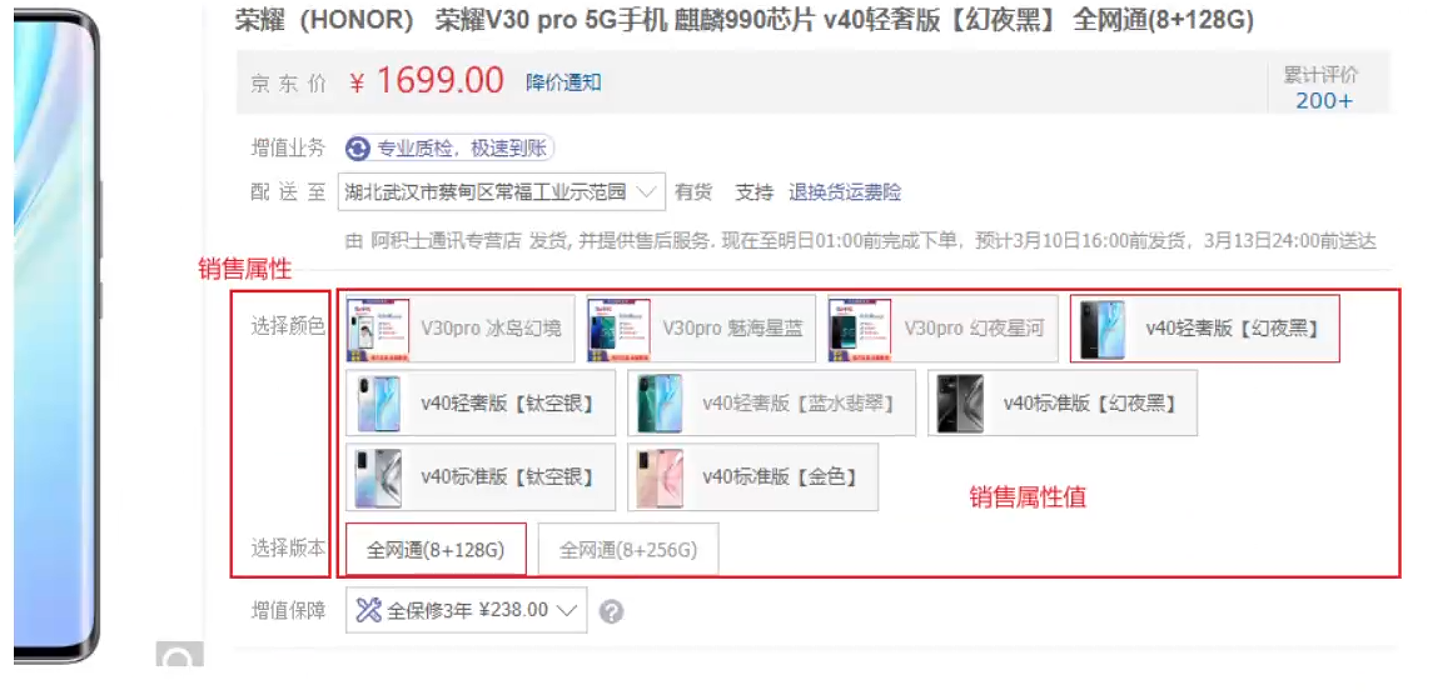 荣耀（HONOR） 荣耀V30 pro 5G手机 麒麟990芯片 v40轻奢版【幻夜黑】 全网通(8+128G)
京东价 ￥1699.00 降价通知 累计评价
200+
增值业务 专业质检，极速到账
配送至 湖北武汉市蔡甸区常福工业示范园 有货 支持 退换货运费险
由 阿积士通讯专营店 发货, 并提供售后服务. 现在至明日01:00前完成下单，预计3月10日16:00前发货，3月13日24:00前送达
销售属性
选择颜色 V30pro 冰岛幻境 V30pro 魅海星蓝 V30pro 幻夜星河 v40轻奢版【幻夜黑】
v40轻奢版【钛空银】 v40轻奢版【蓝水翡翠】 v40标准版【幻夜黑】
v40标准版【钛空银】 v40标准版【金色】
销售属性值
选择版本 全网通(8+128G) 全网通(8+256G)
增值保障 全保修3年 ¥238.00 ?